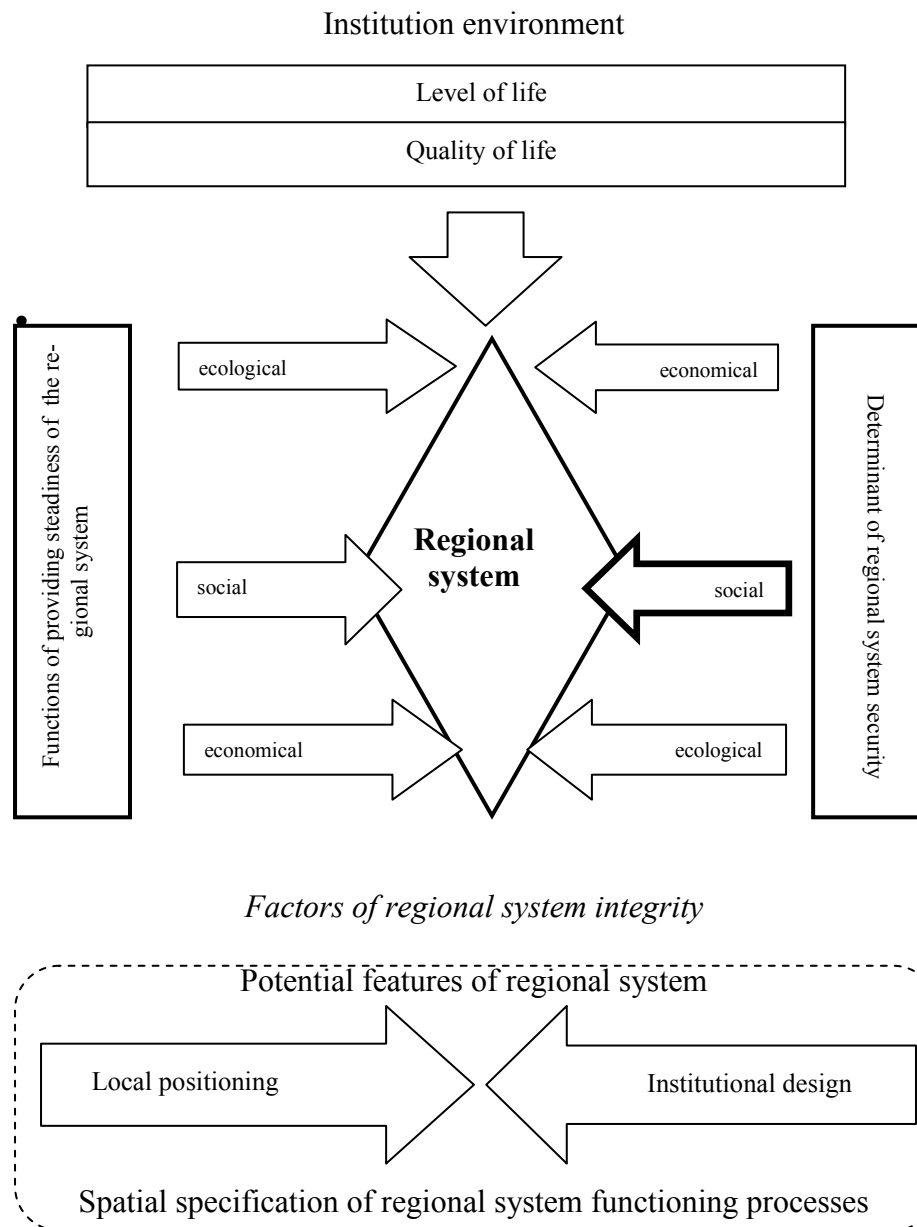 Institution environment
Level of life
Quality of life
Functions of providing steadiness of the re-
gional system
ecological
economical
Regional
system
social
social
economical
ecological
Determinant of regional system security
Factors of regional system integrity
Potential features of regional system
Local positioning
Institutional design
Spatial specification of regional system functioning processes